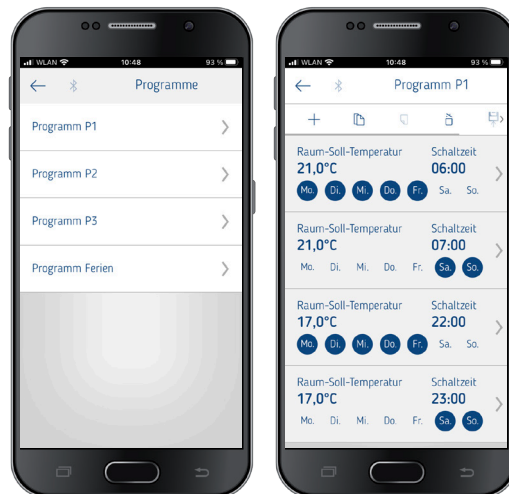 WLAN 10:48 93 %
Programme
Programm P1
Programm P2
Programm P3
Programm Ferien
WLAN 10:48 93 %
Programm P1
Raum-Soll-Temperatur Schaltzeit
21,0°C 06:00
Mo. Di. Mi. Do. Fr. Sa. So.
Raum-Soll-Temperatur Schaltzeit
21,0°C 07:00
Mo. Di. Mi. Do. Fr. Sa. So.
Raum-Soll-Temperatur Schaltzeit
17,0°C 22:00
Mo. Di. Mi. Do. Fr. Sa. So.
Raum-Soll-Temperatur Schaltzeit
17,0°C 23:00
Mo. Di. Mi. Do. Fr. Sa. So.